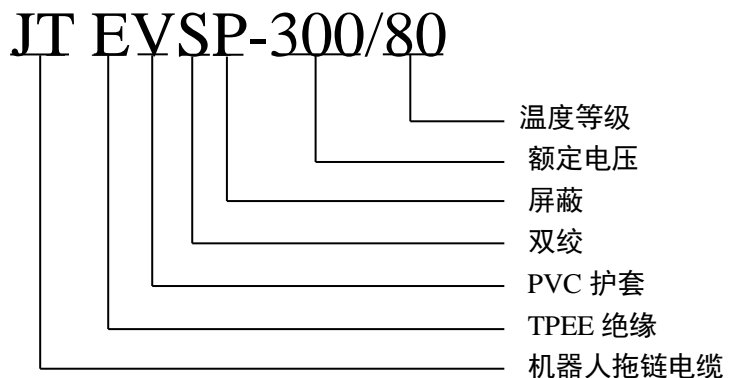 JT EVSP-300/80
温度等级
额定电压
屏蔽
双绞
PVC 护套
TPEE 绝缘
机器人拖链电缆